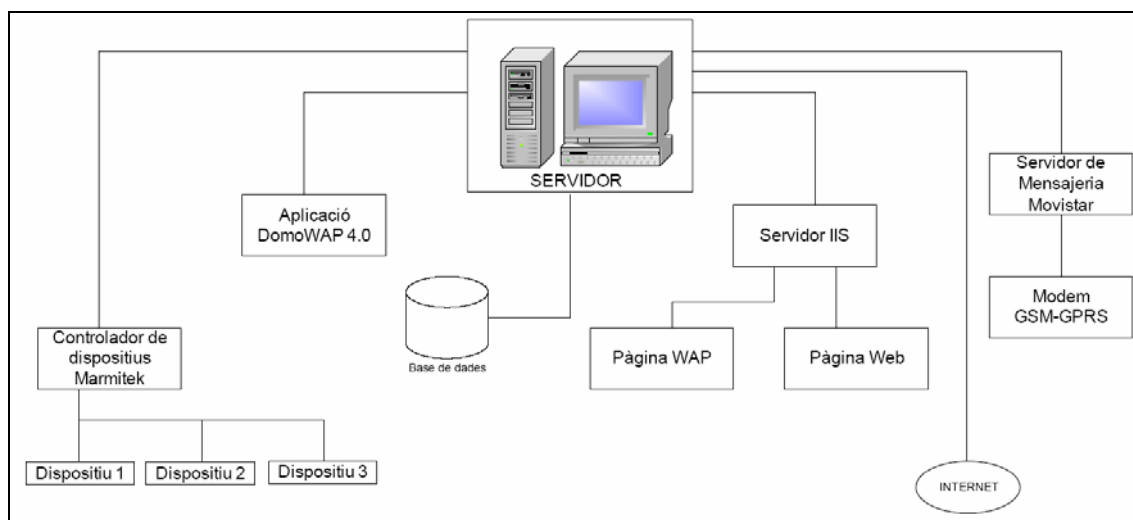 SERVIDOR
Aplicació
DomoWAP 4.0
Servidor IIS
Servidor de
Mensajeria
Movistar
Modem
GSM-GPRS
Controlador de
dispositius
Marmitek
Base de dades
Pàgina WAP
Pàgina Web
Dispositiu 1
Dispositiu 2
Dispositiu 3
INTERNET